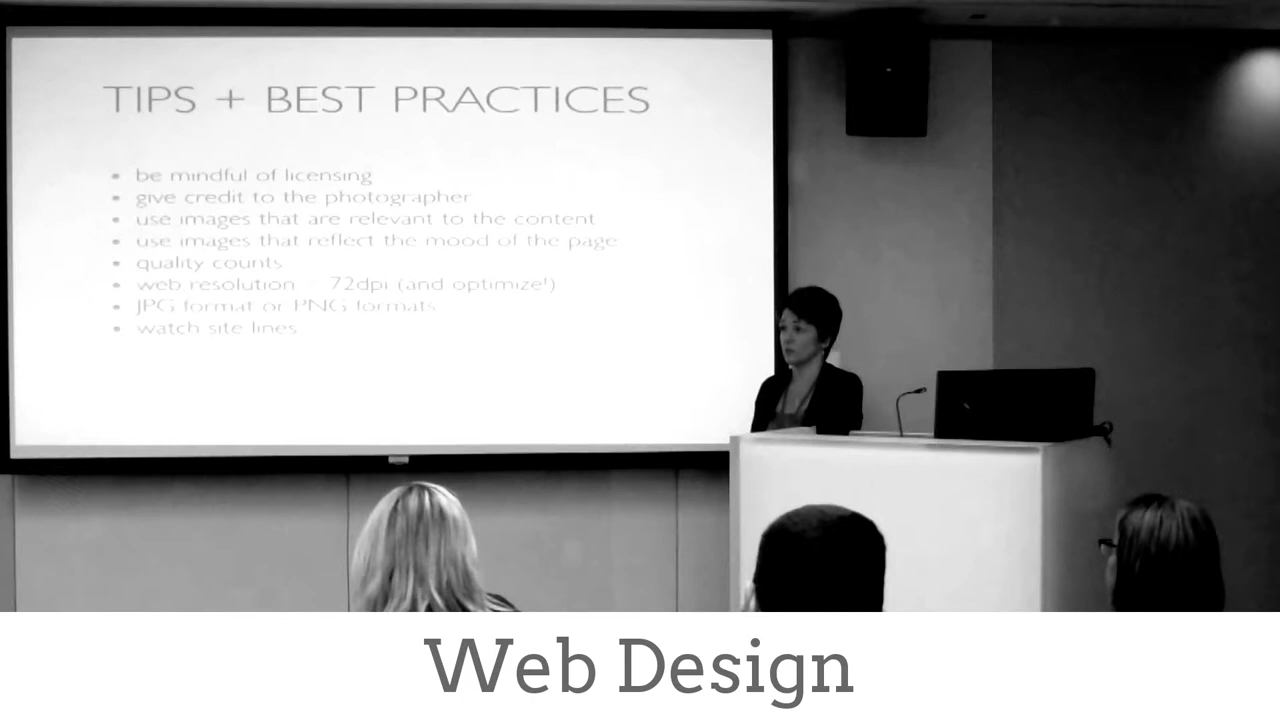 TIPS + BEST PRACTICES
• be mindful of licensing
• give credit to the photographer
• use images that are relevant to the content
• use images that reflect the mood of the page
• quality counts
• web resolution - 72dpi (and optimize!)
• JPG format or PNG formats
• watch site lines
Web Design